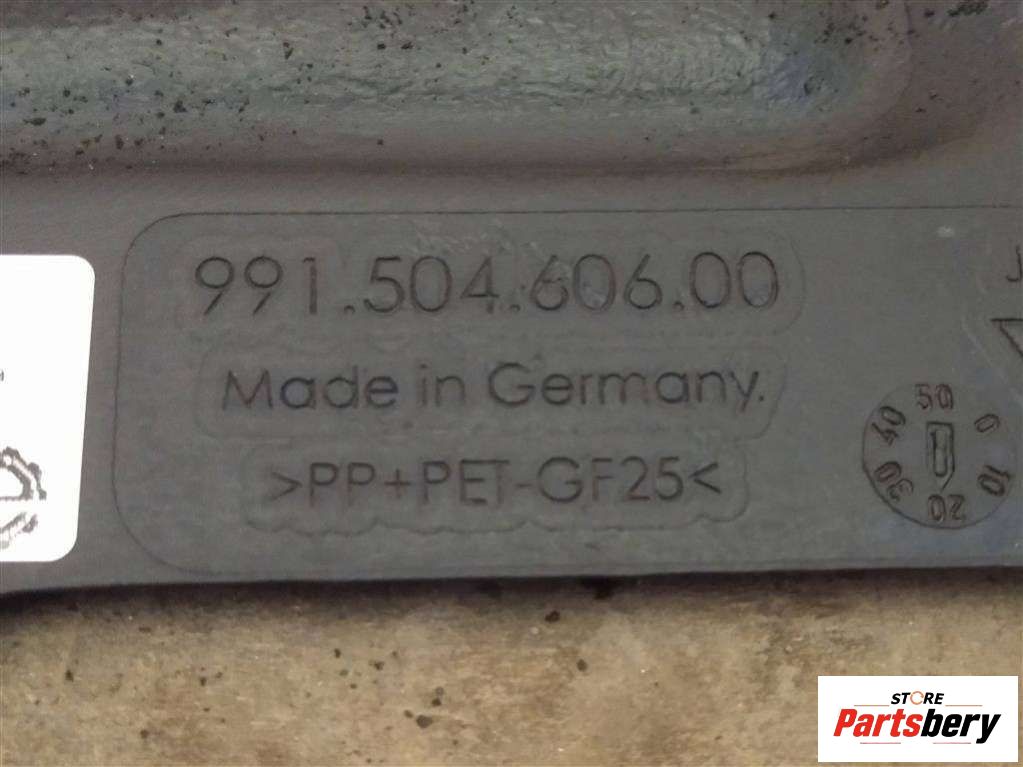 991.504.606.00
Made in Germany.
>PP+PET-GF25<
J
50
40
0
30
10
20
STORE
Partsbery